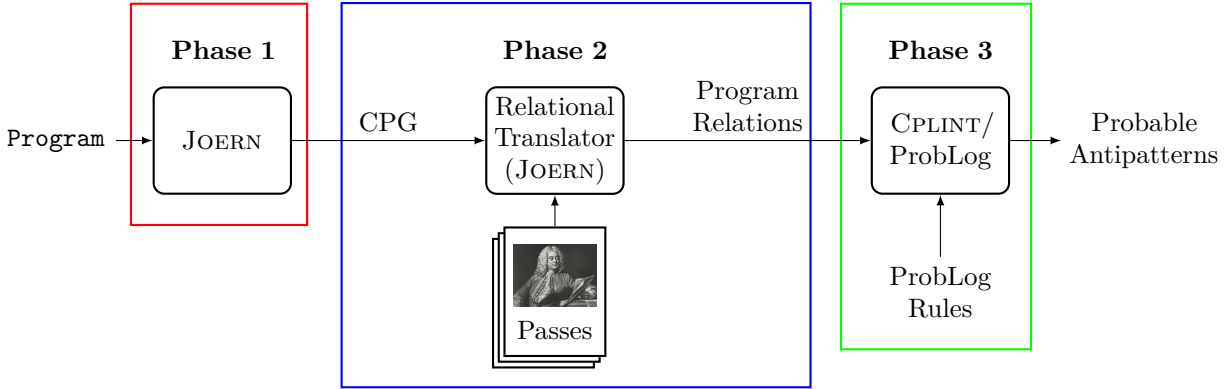 Phase 1
Phase 2
Phase 3
Program
JOERN
CPG
Relational
Translator
(JOERN)
Program
Relations
CPLINT/
ProbLog
Probable
Antipatterns
Passes
ProbLog
Rules